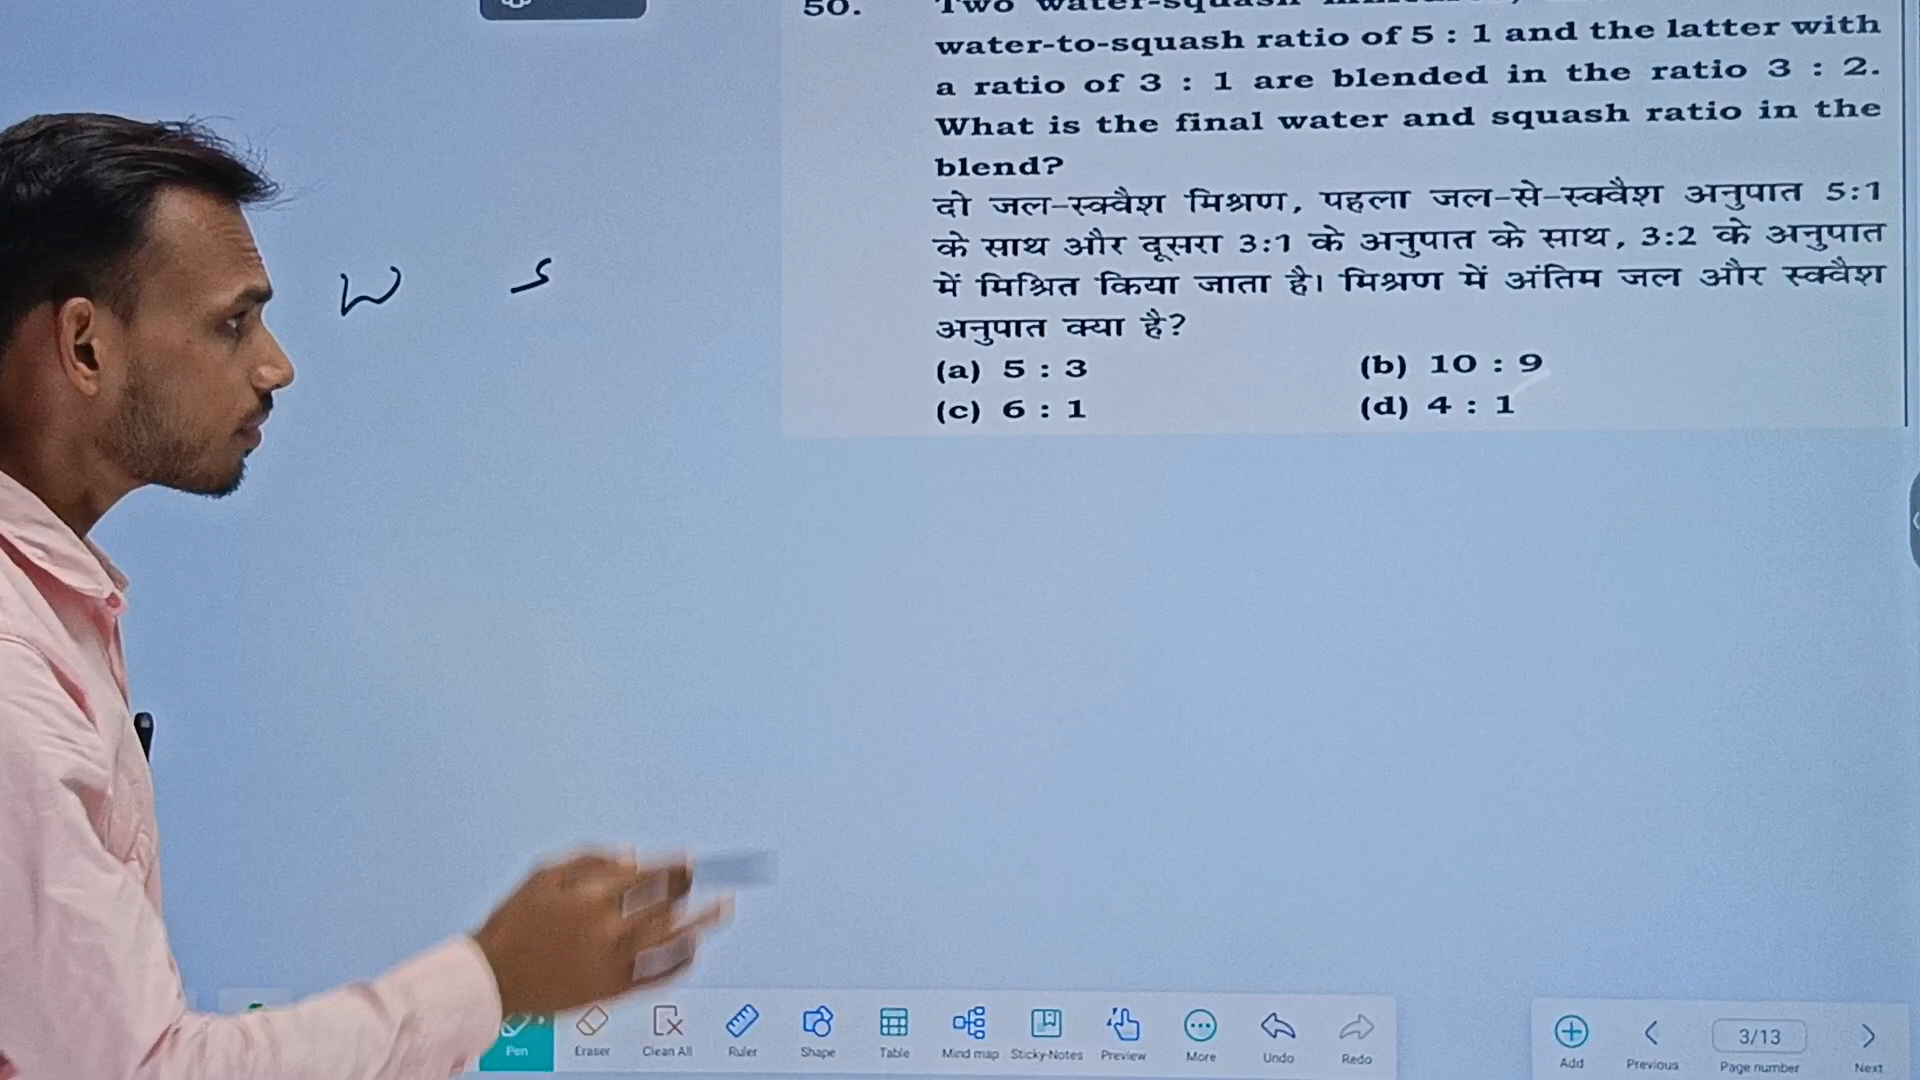 50. Two water-squash
water-to-squash ratio of 5 : 1 and the latter with
a ratio of 3 : 1 are blended in the ratio 3 : 2.
What is the final water and squash ratio in the
blend?
दो जल-स्क्वैश मिश्रण, पहला जल-से-स्क्वैश अनुपात 5:1
के साथ और दूसरा 3:1 के अनुपात के साथ, 3:2 के अनुपात
में मिश्रित किया जाता है। मिश्रण में अंतिम जल और स्क्वैश
अनुपात क्या है?
(a) 5 : 3 (b) 10 : 9
(c) 6 : 1 (d) 4 : 1
W S
Pen Eraser Clean All Ruler Shape Table Mind map Sticky-Notes Preview More Undo Redo
Add Previous 3/13 Page number Next